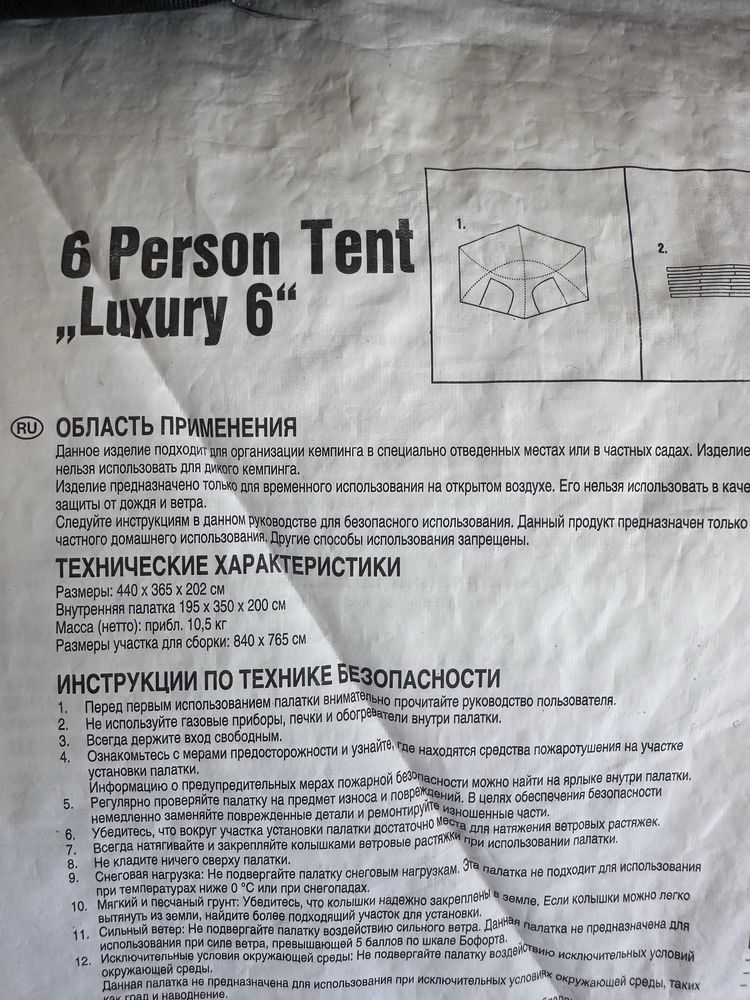 6 Person Tent
„Luxury 6“
1.
2.
RU ОБЛАСТЬ ПРИМЕНЕНИЯ
Данное изделие подходит для организации кемпинга в специально отведенных местах или в частных садах. Изделие
нельзя использовать для дикого кемпинга.
Изделие предназначено только для временного использования на открытом воздухе. Его нельзя использовать в каче
защиты от дождя и ветра.
Следуйте инструкциям в данном руководстве для безопасного использования. Данный продукт предназначен только
частного домашнего использования. Другие способы использования запрещены.
ТЕХНИЧЕСКИЕ ХАРАКТЕРИСТИКИ
Размеры: 440 x 365 x 202 см
Внутренняя палатка 195 x 350 x 200 см
Масса (нетто): прибл. 10,5 кг
Размеры участка для сборки: 840 x 765 см
ИНСТРУКЦИИ ПО ТЕХНИКЕ БЕЗОПАСНОСТИ
1. Перед первым использованием палатки внимательно прочитайте руководство пользователя.
2. Не используйте газовые приборы, печки и обогреватели внутри палатки.
3. Всегда держите вход свободным.
4. Ознакомьтесь с мерами предосторожности и узнайте, где находятся средства пожаротушения на участке
установки палатки.
Информацию о предупредительных мерах пожарной безопасности можно найти на ярлыке внутри палатки.
5. Регулярно проверяйте палатку на предмет износа и повреждений. В целях обеспечения безопасности
немедленно заменяйте поврежденные детали и ремонтируйте изношенные части.
6. Убедитесь, что вокруг участка установки палатки достаточно места для натяжения ветровых растяжек.
7. Всегда натягивайте и закрепляйте колышками ветровые растяжки при использовании палатки.
8. Не кладите ничего сверху палатки.
9. Снеговая нагрузка: Не подвергайте палатку снеговым нагрузкам. Эта палатка не подходит для использования
при температурах ниже 0 °C или при снегопадах.
10. Мягкий и песчаный грунт: Убедитесь, что колышки надежно закреплены в земле. Если колышки можно легко
вытянуть из земли, найдите более подходящий участок для установки.
11. Сильный ветер: Не подвергайте палатку воздействию сильного ветра. Данная палатка не предназначена для
использования при силе ветра, превышающей 5 баллов по шкале Бофорта.
12. Исключительные условия окружающей среды: Не подвергайте палатку воздействию исключительных условий
окружающей среды.
Данная палатка не предназначена для использования при исключительных условиях окружающей среды, таких
как град и наводнение.